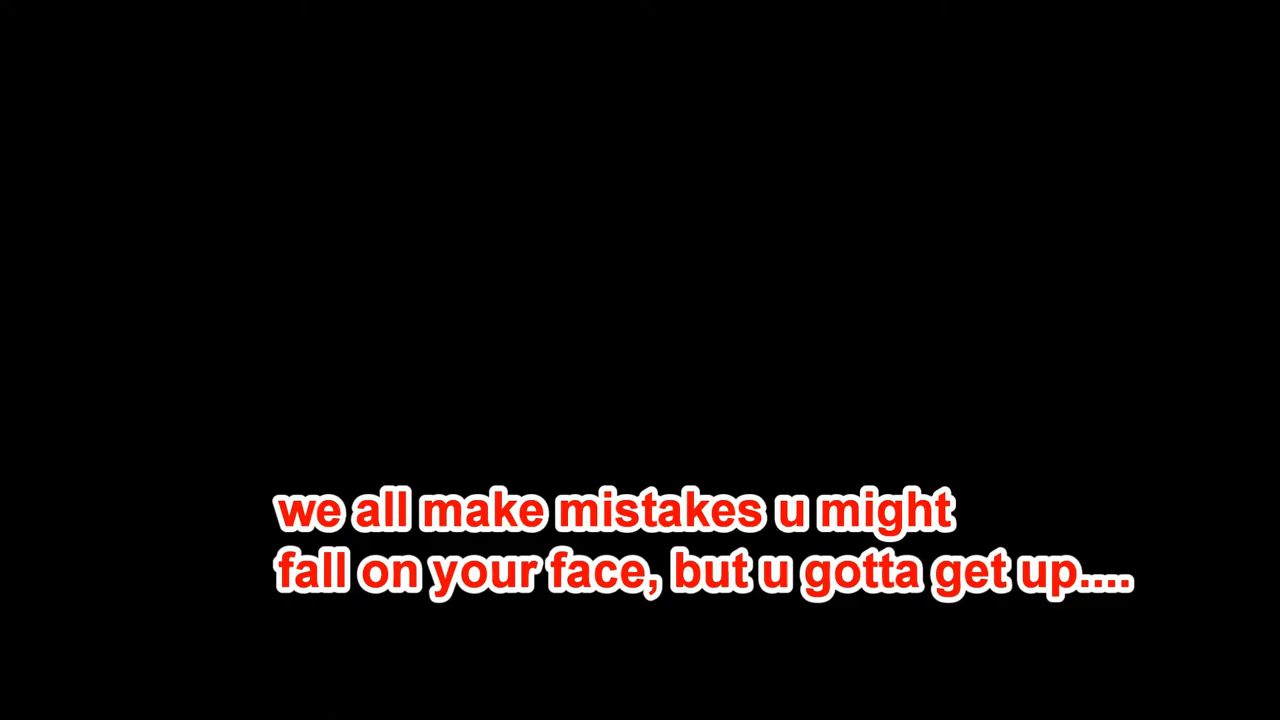 we all make mistakes u might
fall on your face, but u gotta get up....